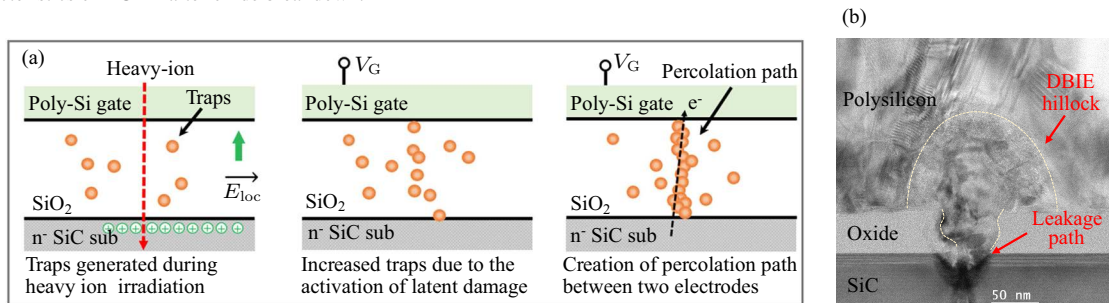 (a)
Heavy-ion
Poly-Si gate
Traps
E_loc
SiO₂
n⁻ SiC sub
Traps generated during
heavy ion irradiation
V_G
Poly-Si gate
SiO₂
n⁻ SiC sub
Increased traps due to the
activation of latent damage
V_G
Percolation path
Poly-Si gate
e⁻
SiO₂
n⁻ SiC sub
Creation of percolation path
between two electrodes
(b)
Polysilicon
DBIE
hillock
Leakage
path
Oxide
SiC
50 nm